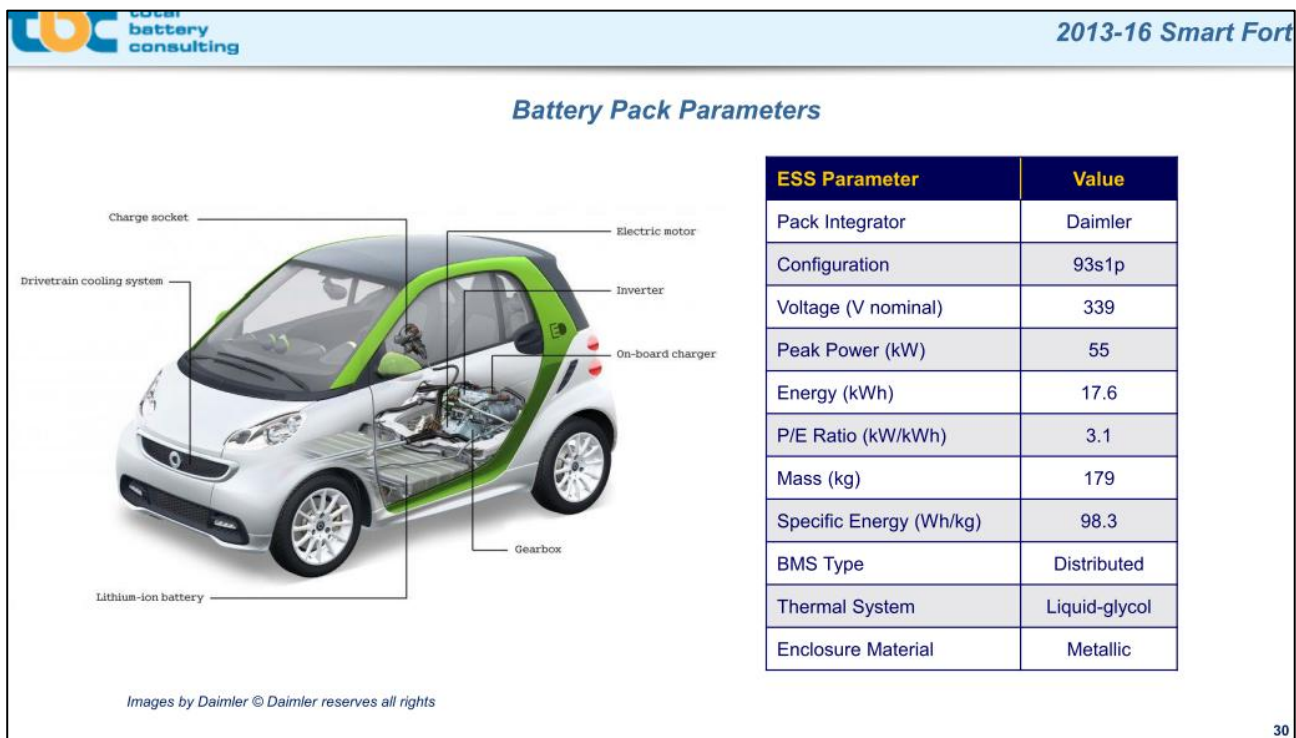 tbc total
battery
consulting
2013-16 Smart Fort
Battery Pack Parameters
Charge socket
Electric motor
Drivetrain cooling system
Inverter
On-board charger
Gearbox
Lithium-ion battery
ESS Parameter Value
Pack Integrator Daimler
Configuration 93s1p
Voltage (V nominal) 339
Peak Power (kW) 55
Energy (kWh) 17.6
P/E Ratio (kW/kWh) 3.1
Mass (kg) 179
Specific Energy (Wh/kg) 98.3
BMS Type Distributed
Thermal System Liquid-glycol
Enclosure Material Metallic
Images by Daimler © Daimler reserves all rights
30